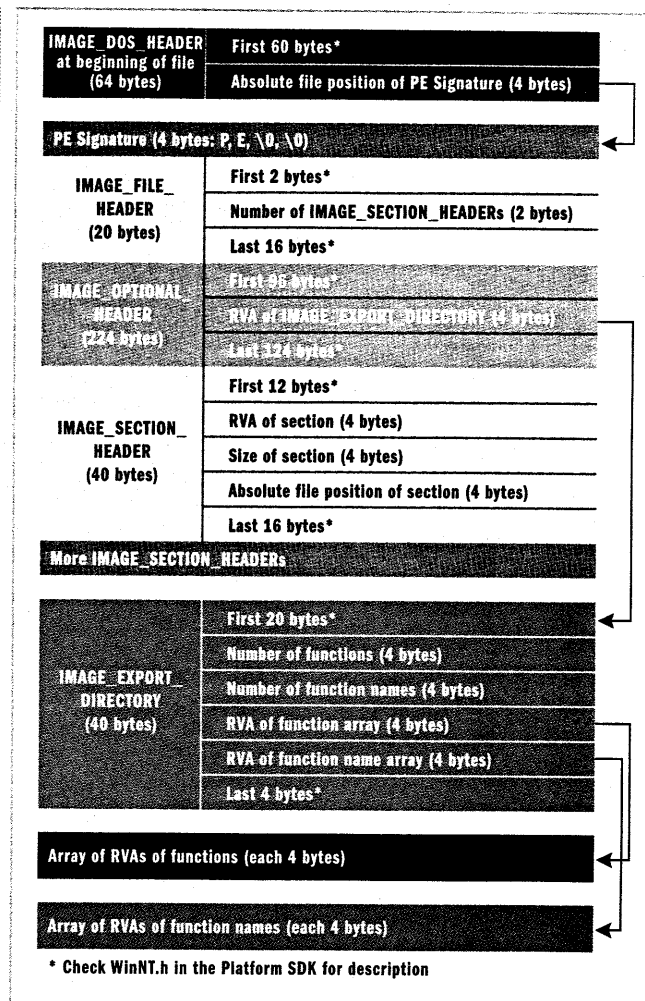 IMAGE_DOS_HEADER
at beginning of file
(64 bytes)
First 60 bytes*
Absolute file position of PE Signature (4 bytes)
PE Signature (4 bytes: P, E, \0, \0)
IMAGE_FILE_
HEADER
(20 bytes)
First 2 bytes*
Number of IMAGE_SECTION_HEADERs (2 bytes)
Last 16 bytes*
IMAGE_OPTIONAL_
HEADER
(224 bytes)
First 96 bytes*
RVA of IMAGE_EXPORT_DIRECTORY (4 bytes)
Last 124 bytes*
IMAGE_SECTION_
HEADER
(40 bytes)
First 12 bytes*
RVA of section (4 bytes)
Size of section (4 bytes)
Absolute file position of section (4 bytes)
Last 16 bytes*
More IMAGE_SECTION_HEADERs
IMAGE_EXPORT_
DIRECTORY
(40 bytes)
First 20 bytes*
Number of functions (4 bytes)
Number of function names (4 bytes)
RVA of function array (4 bytes)
RVA of function name array (4 bytes)
Last 4 bytes*
Array of RVAs of functions (each 4 bytes)
Array of RVAs of function names (each 4 bytes)
* Check WinNT.h in the Platform SDK for description